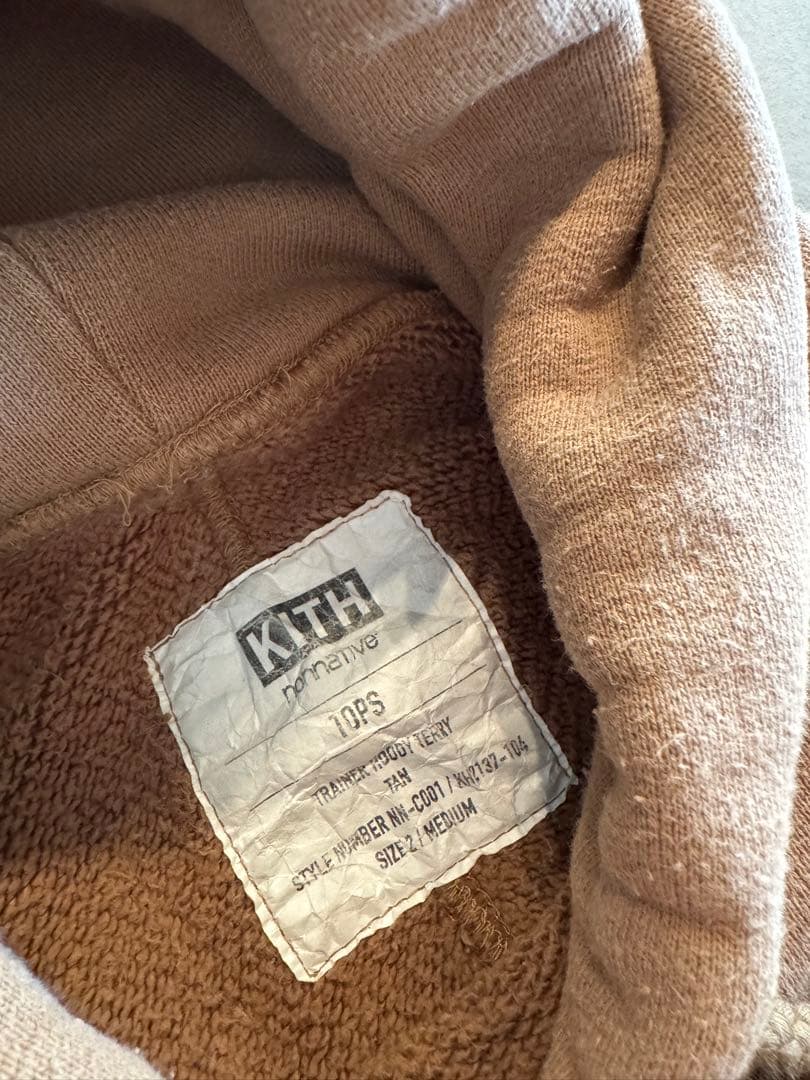 KITH
nonnative
TOPS
TRAINER HOODY TERRY
TAN
STYLE NUMBER NN-C001 / KH2137-104
SIZE 2 / MEDIUM